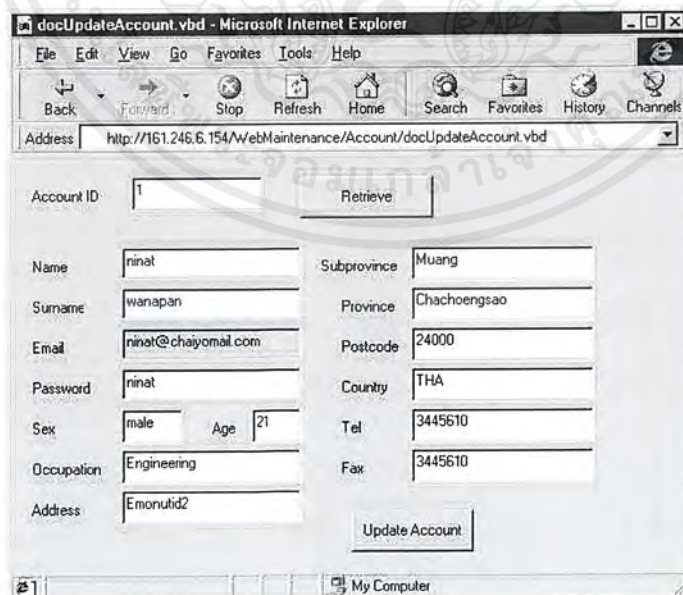 docUpdateAccount.vbd - Microsoft Internet Explorer
File Edit View Go Favorites Tools Help
Back Forward Stop Refresh Home Search Favorites History Channels
Address http://161.246.6.154/WebMaintenance/Account/docUpdateAccount.vbd
Account ID 1 Retrieve
Name ninat Subprovince Muang
Surname wanapan Province Chachoengsao
Email ninat@chaiyomail.com Postcode 24000
Password ninat Country THA
Sex male Age 21 Tel 3445610
Occupation Engineering Fax 3445610
Address Emonutid2
Update Account
My Computer